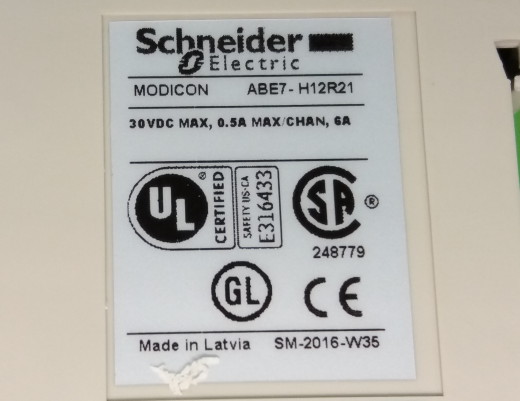 Schneider
Electric
MODICON ABE7-H12R21
30VDC MAX, 0.5A MAX/CHAN, 6A
UL ® CERTIFIED SAFETY US-CA E316433
SA ®
248779
GL CE
Made in Latvia SM-2016-W35